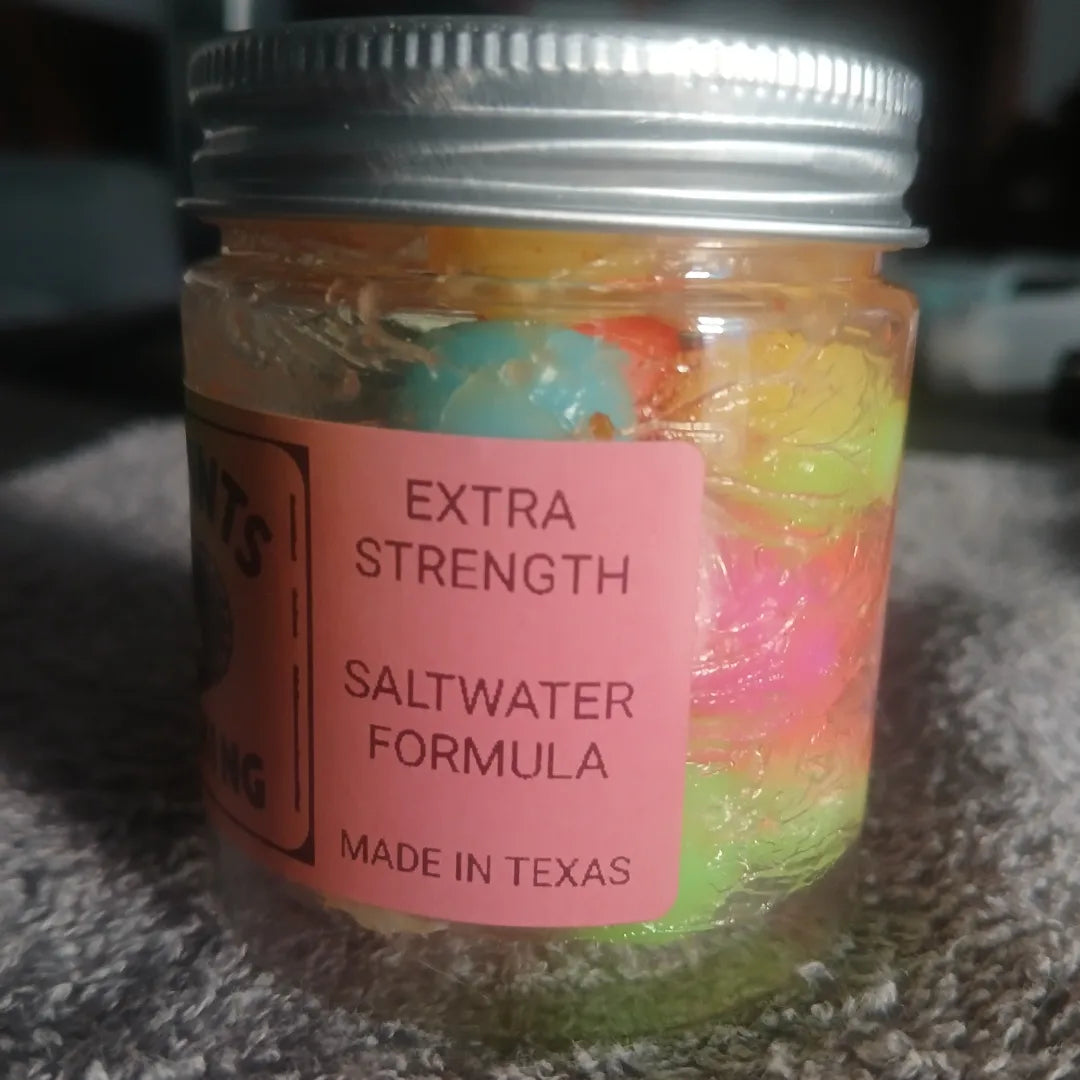 EXTRA
STRENGTH
SALTWATER
FORMULA
MADE IN TEXAS